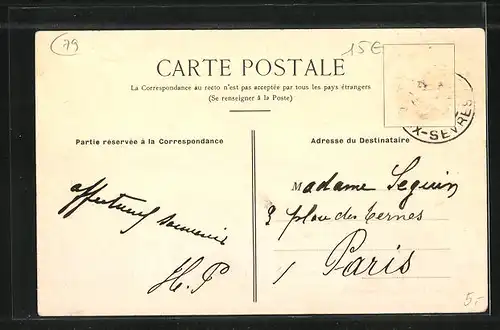 79
15€
CARTE POSTALE
La Correspondance au recto n'est pas acceptée par tous les pays étrangers
(Se renseigner à la Poste)
X-SÈVRES
Partie réservée à la Correspondance
Adresse du Destinataire
affectueux souvenir
H. P
Madame Seguin
3 place des Ternes
Paris
5.-